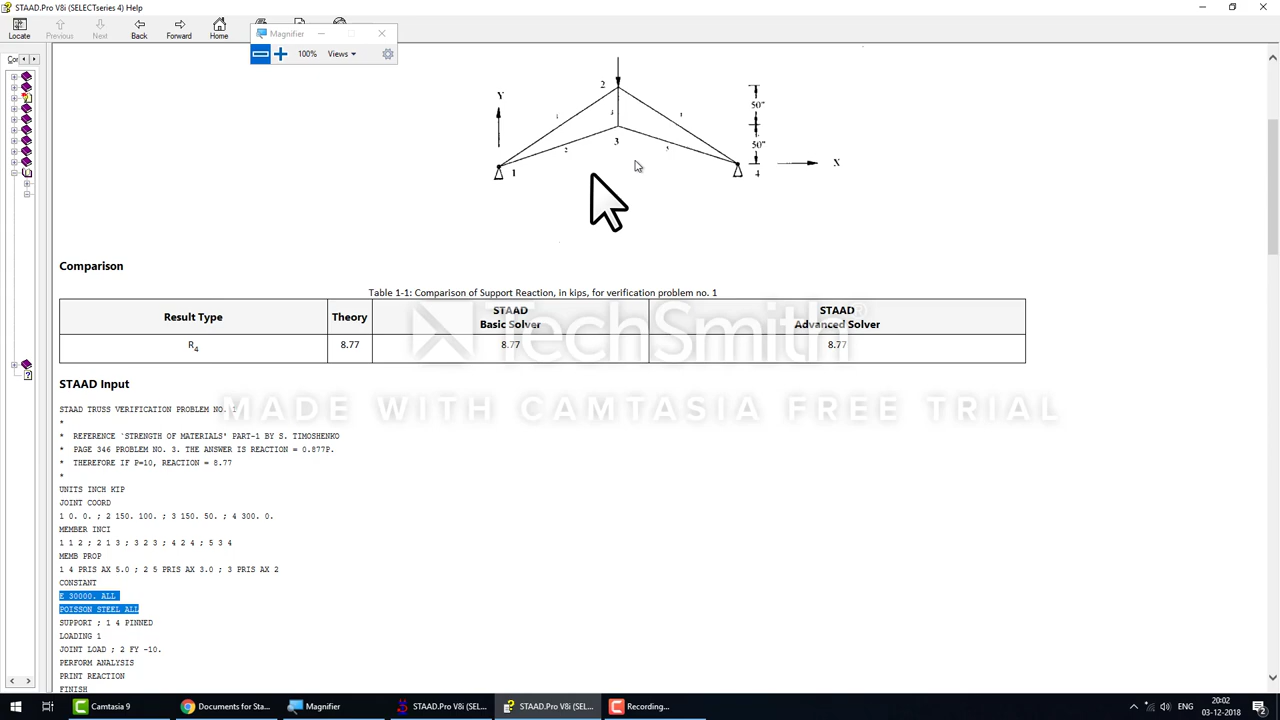 STAAD.Pro V8i (SELECTseries 4) Help
Locate
Previous
Next
Back
Forward
Home
Magnifier
100% Views
Y
2
50"
1
3
50"
2
3
5
X
1
4
Comparison
Table 1-1: Comparison of Support Reaction, in kips, for verification problem no. 1
Result Type Theory STAAD Basic Solver STAAD Advanced Solver
R4 8.77 8.77 8.77
TechSmith
MADE WITH CAMTASIA FREE TRIAL
STAAD Input
STAAD TRUSS VERIFICATION PROBLEM NO. 1
*
* REFERENCE `STRENGTH OF MATERIALS' PART-1 BY S. TIMOSHENKO
* PAGE 346 PROBLEM NO. 3. THE ANSWER IS REACTION = 0.877P.
* THEREFORE IF P=10, REACTION = 8.77
*
UNITS INCH KIP
JOINT COORD
1 0. 0. ; 2 150. 100. ; 3 150. 50. ; 4 300. 0.
MEMBER INCI
1 1 2 ; 2 1 3 ; 3 2 3 ; 4 2 4 ; 5 3 4
MEMB PROP
1 4 PRIS AX 5.0 ; 2 5 PRIS AX 3.0 ; 3 PRIS AX 2
CONSTANT
E 30000. ALL
POISSON STEEL ALL
SUPPORT ; 1 4 PINNED
LOADING 1
JOINT LOAD ; 2 FY -10.
PERFORM ANALYSIS
PRINT REACTION
FINISH
Camtasia 9
Documents for Sta...
Magnifier
STAAD.Pro V8i (SEL...
STAAD.Pro V8i (SEL...
Recording...
ENG
20:02
03-12-2018
2